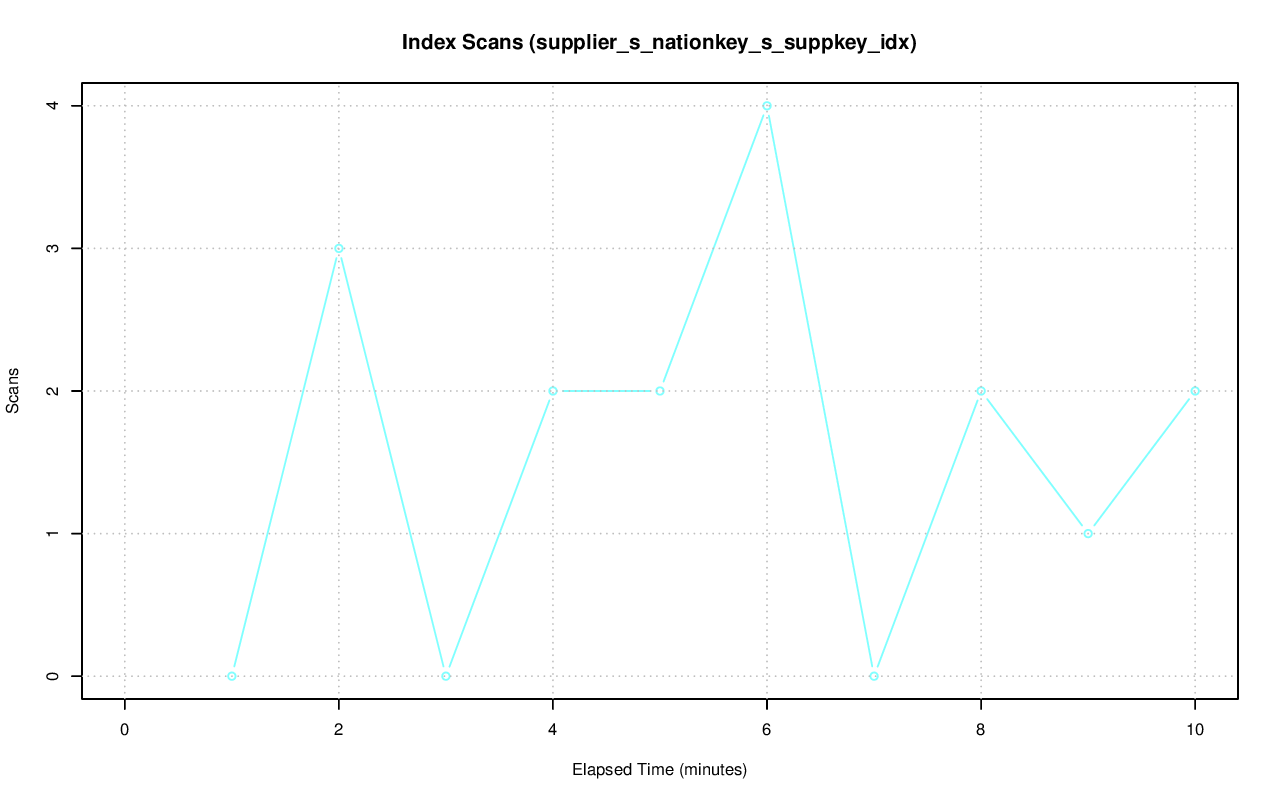 Index Scans (supplier_s_nationkey_s_suppkey_idx)
4
3
2
1
0
Scans
0 2 4 6 8 10
Elapsed Time (minutes)